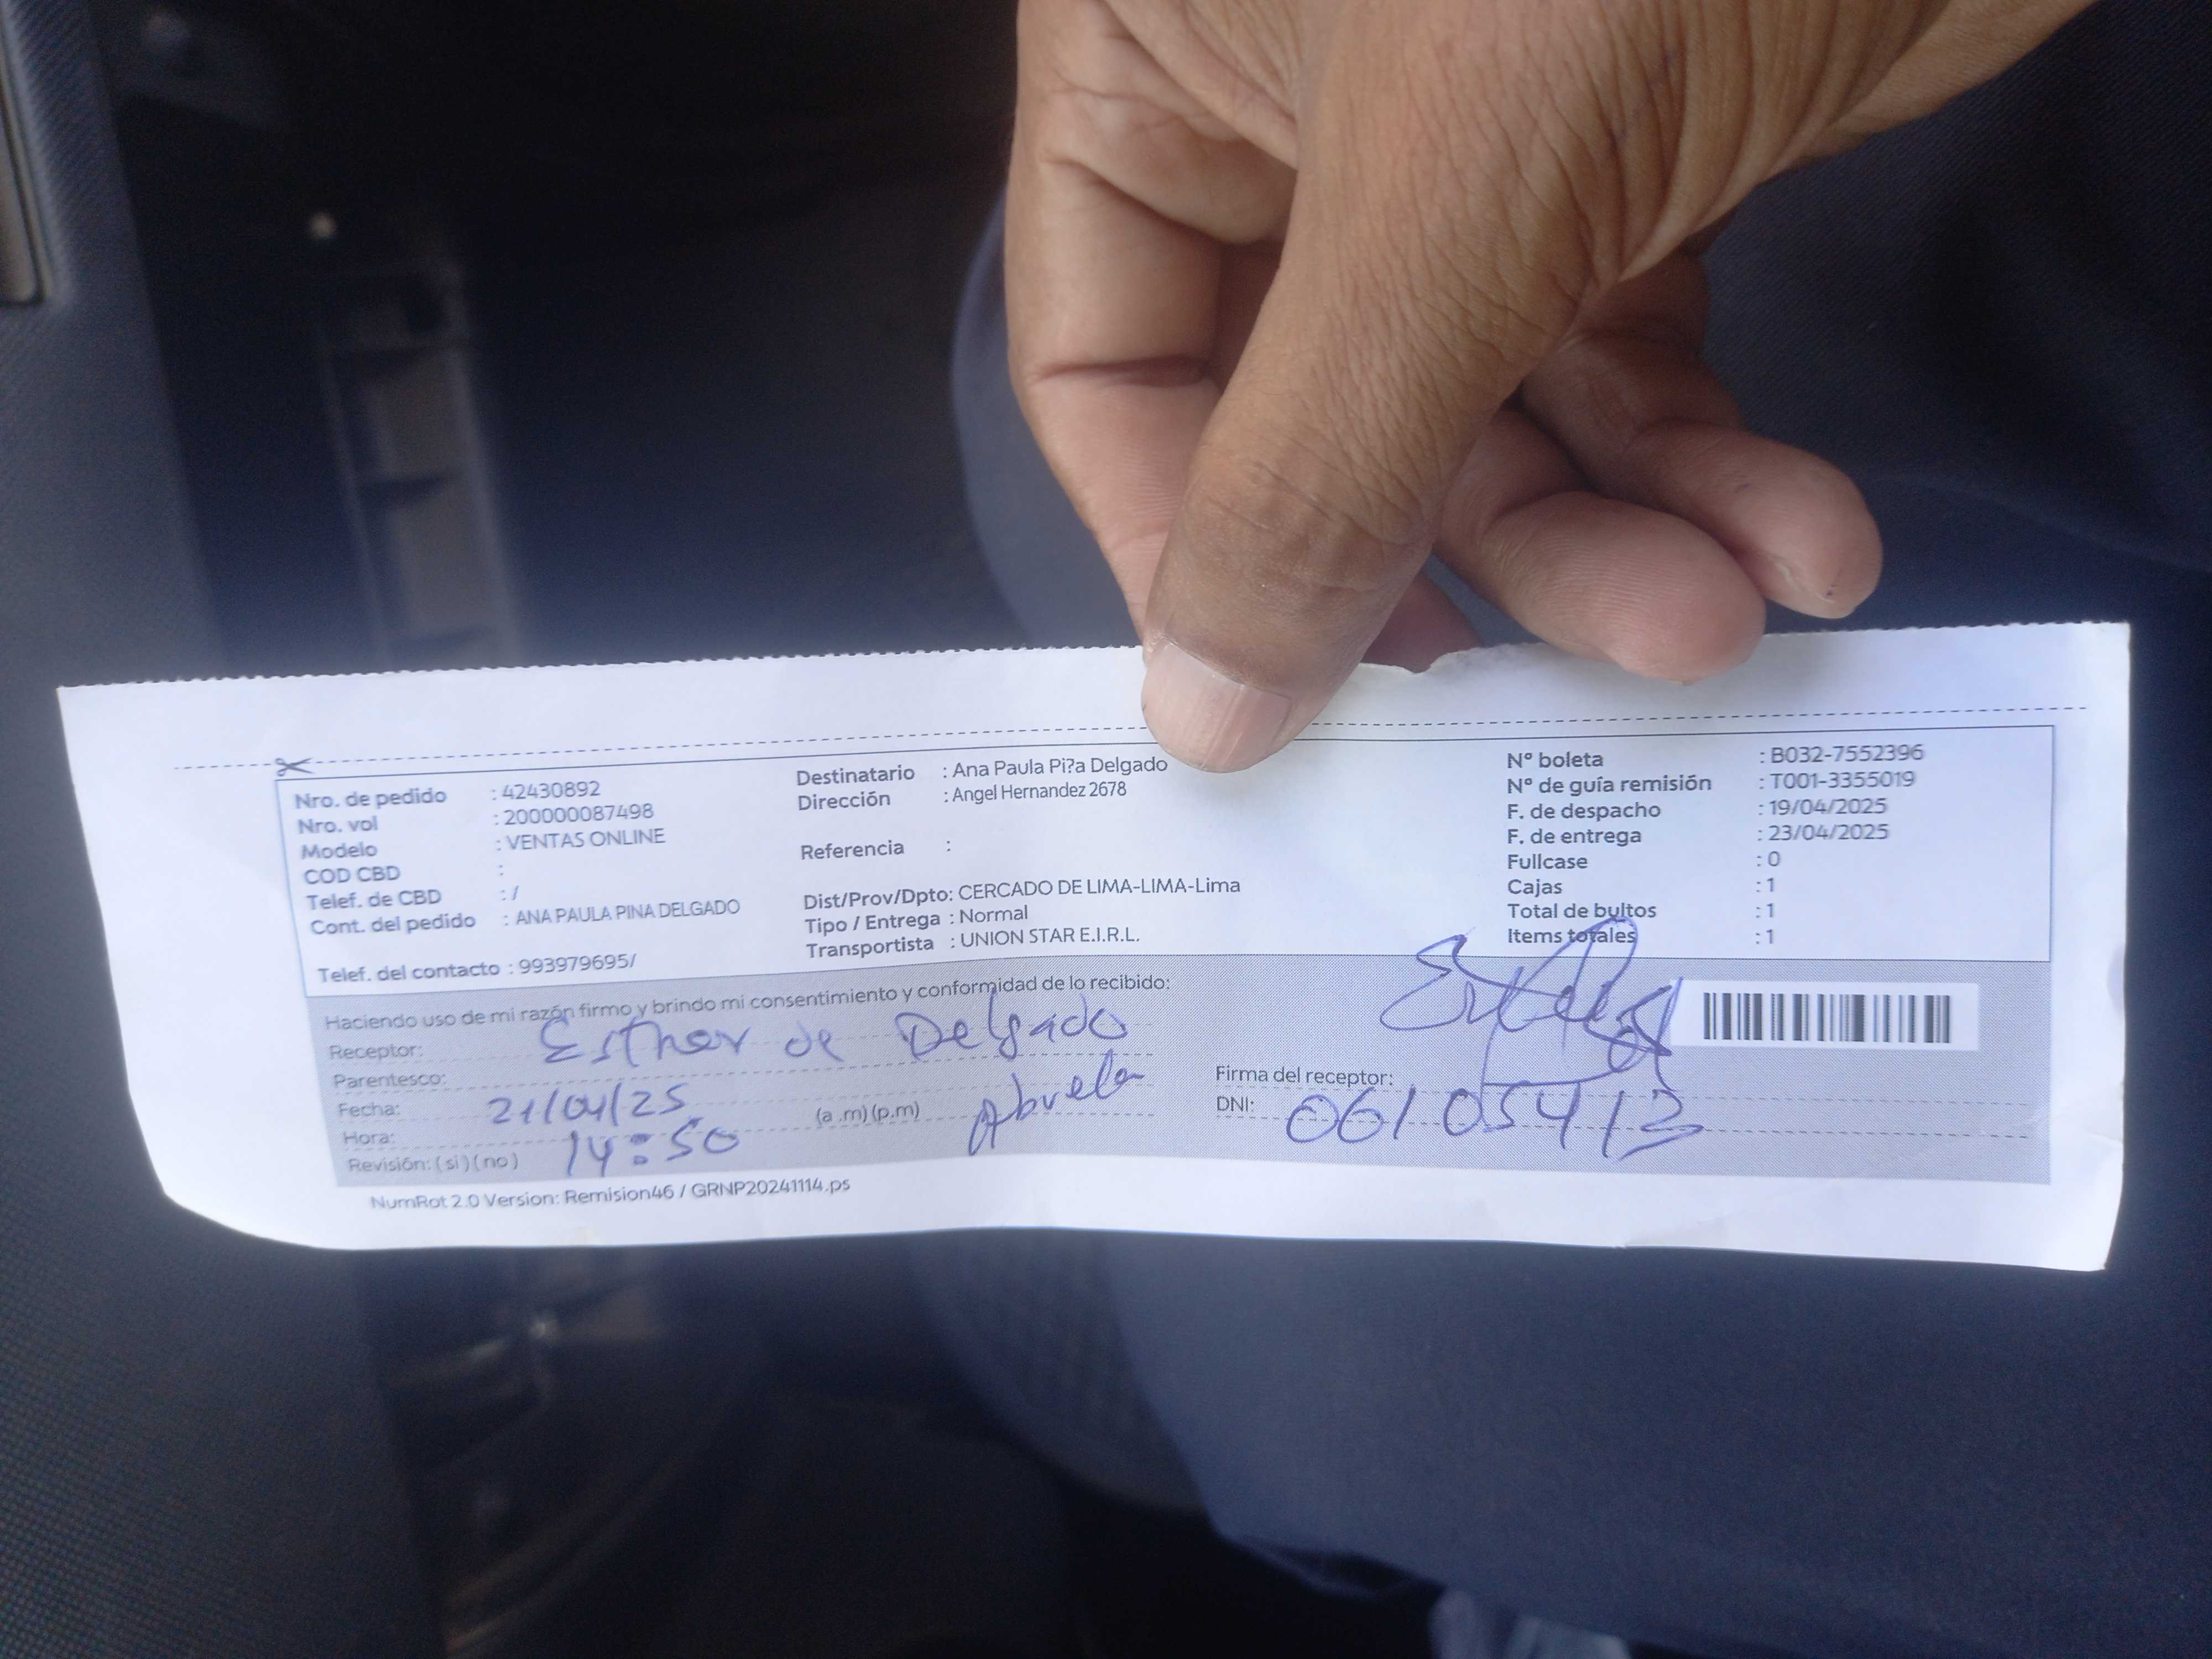 Nro. de pedido : 42430892
Nro. vol : 200000087498
Modelo : VENTAS ONLINE
COD CBD :
Telef. de CBD : /
Cont. del pedido : ANA PAULA PINA DELGADO
Telef. del contacto : 993979695/
Destinatario : Ana Paula Pi?a Delgado
Dirección : Angel Hernandez 2678
Referencia :
Dist/Prov/Dpto: CERCADO DE LIMA-LIMA-Lima
Tipo / Entrega : Normal
Transportista : UNION STAR E.I.R.L.
Nº boleta : B032-7552396
Nº de guía remisión : T001-3355019
F. de despacho : 19/04/2025
F. de entrega : 23/04/2025
Fullcase : 0
Cajas : 1
Total de bultos : 1
Items totales : 1
Haciendo uso de mi razón firmo y brindo mi consentimiento y conformidad de lo recibido:
Receptor: Esther de Delgado
Parentesco: Abuela
Fecha: 21/04/25
Hora: 14:50 (a .m) (p.m)
Revisión: ( si ) ( no )
Firma del receptor:
DNI: 06105413
NumRot 2.0 Version: Remision46 / GRNP20241114.ps